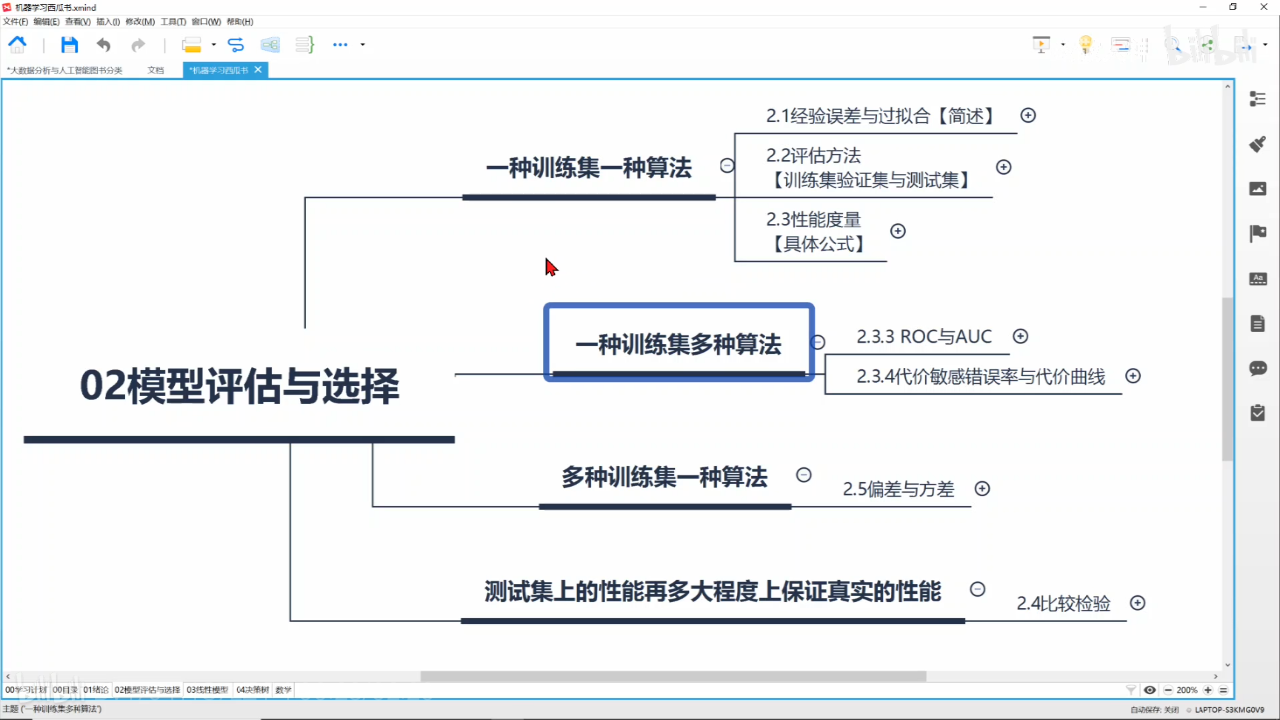 机器学习西瓜书.xmind
文件(F) 编辑(E) 查看(V) 插入(I) 修改(M) 工具(T) 窗口(W) 帮助(H)
*大数据分析与人工智能图书分类 文档 *机器学习西瓜书
bilibili
2.1经验误差与过拟合【简述】
一种训练集一种算法
2.2评估方法
【训练集验证集与测试集】
2.3性能度量
【具体公式】
一种训练集多种算法
2.3.3 ROC与AUC
2.3.4代价敏感错误率与代价曲线
02模型评估与选择
多种训练集一种算法
2.5偏差与方差
测试集上的性能再多大程度上保证真实的性能
2.4比较检验
00学习计划 00目录 01绪论 02模型评估与选择 03线性模型 04决策树 数学
200%
主题 ('一种训练集多种算法')
自动保存: 关闭 LAPTOP-S3KMG0V9